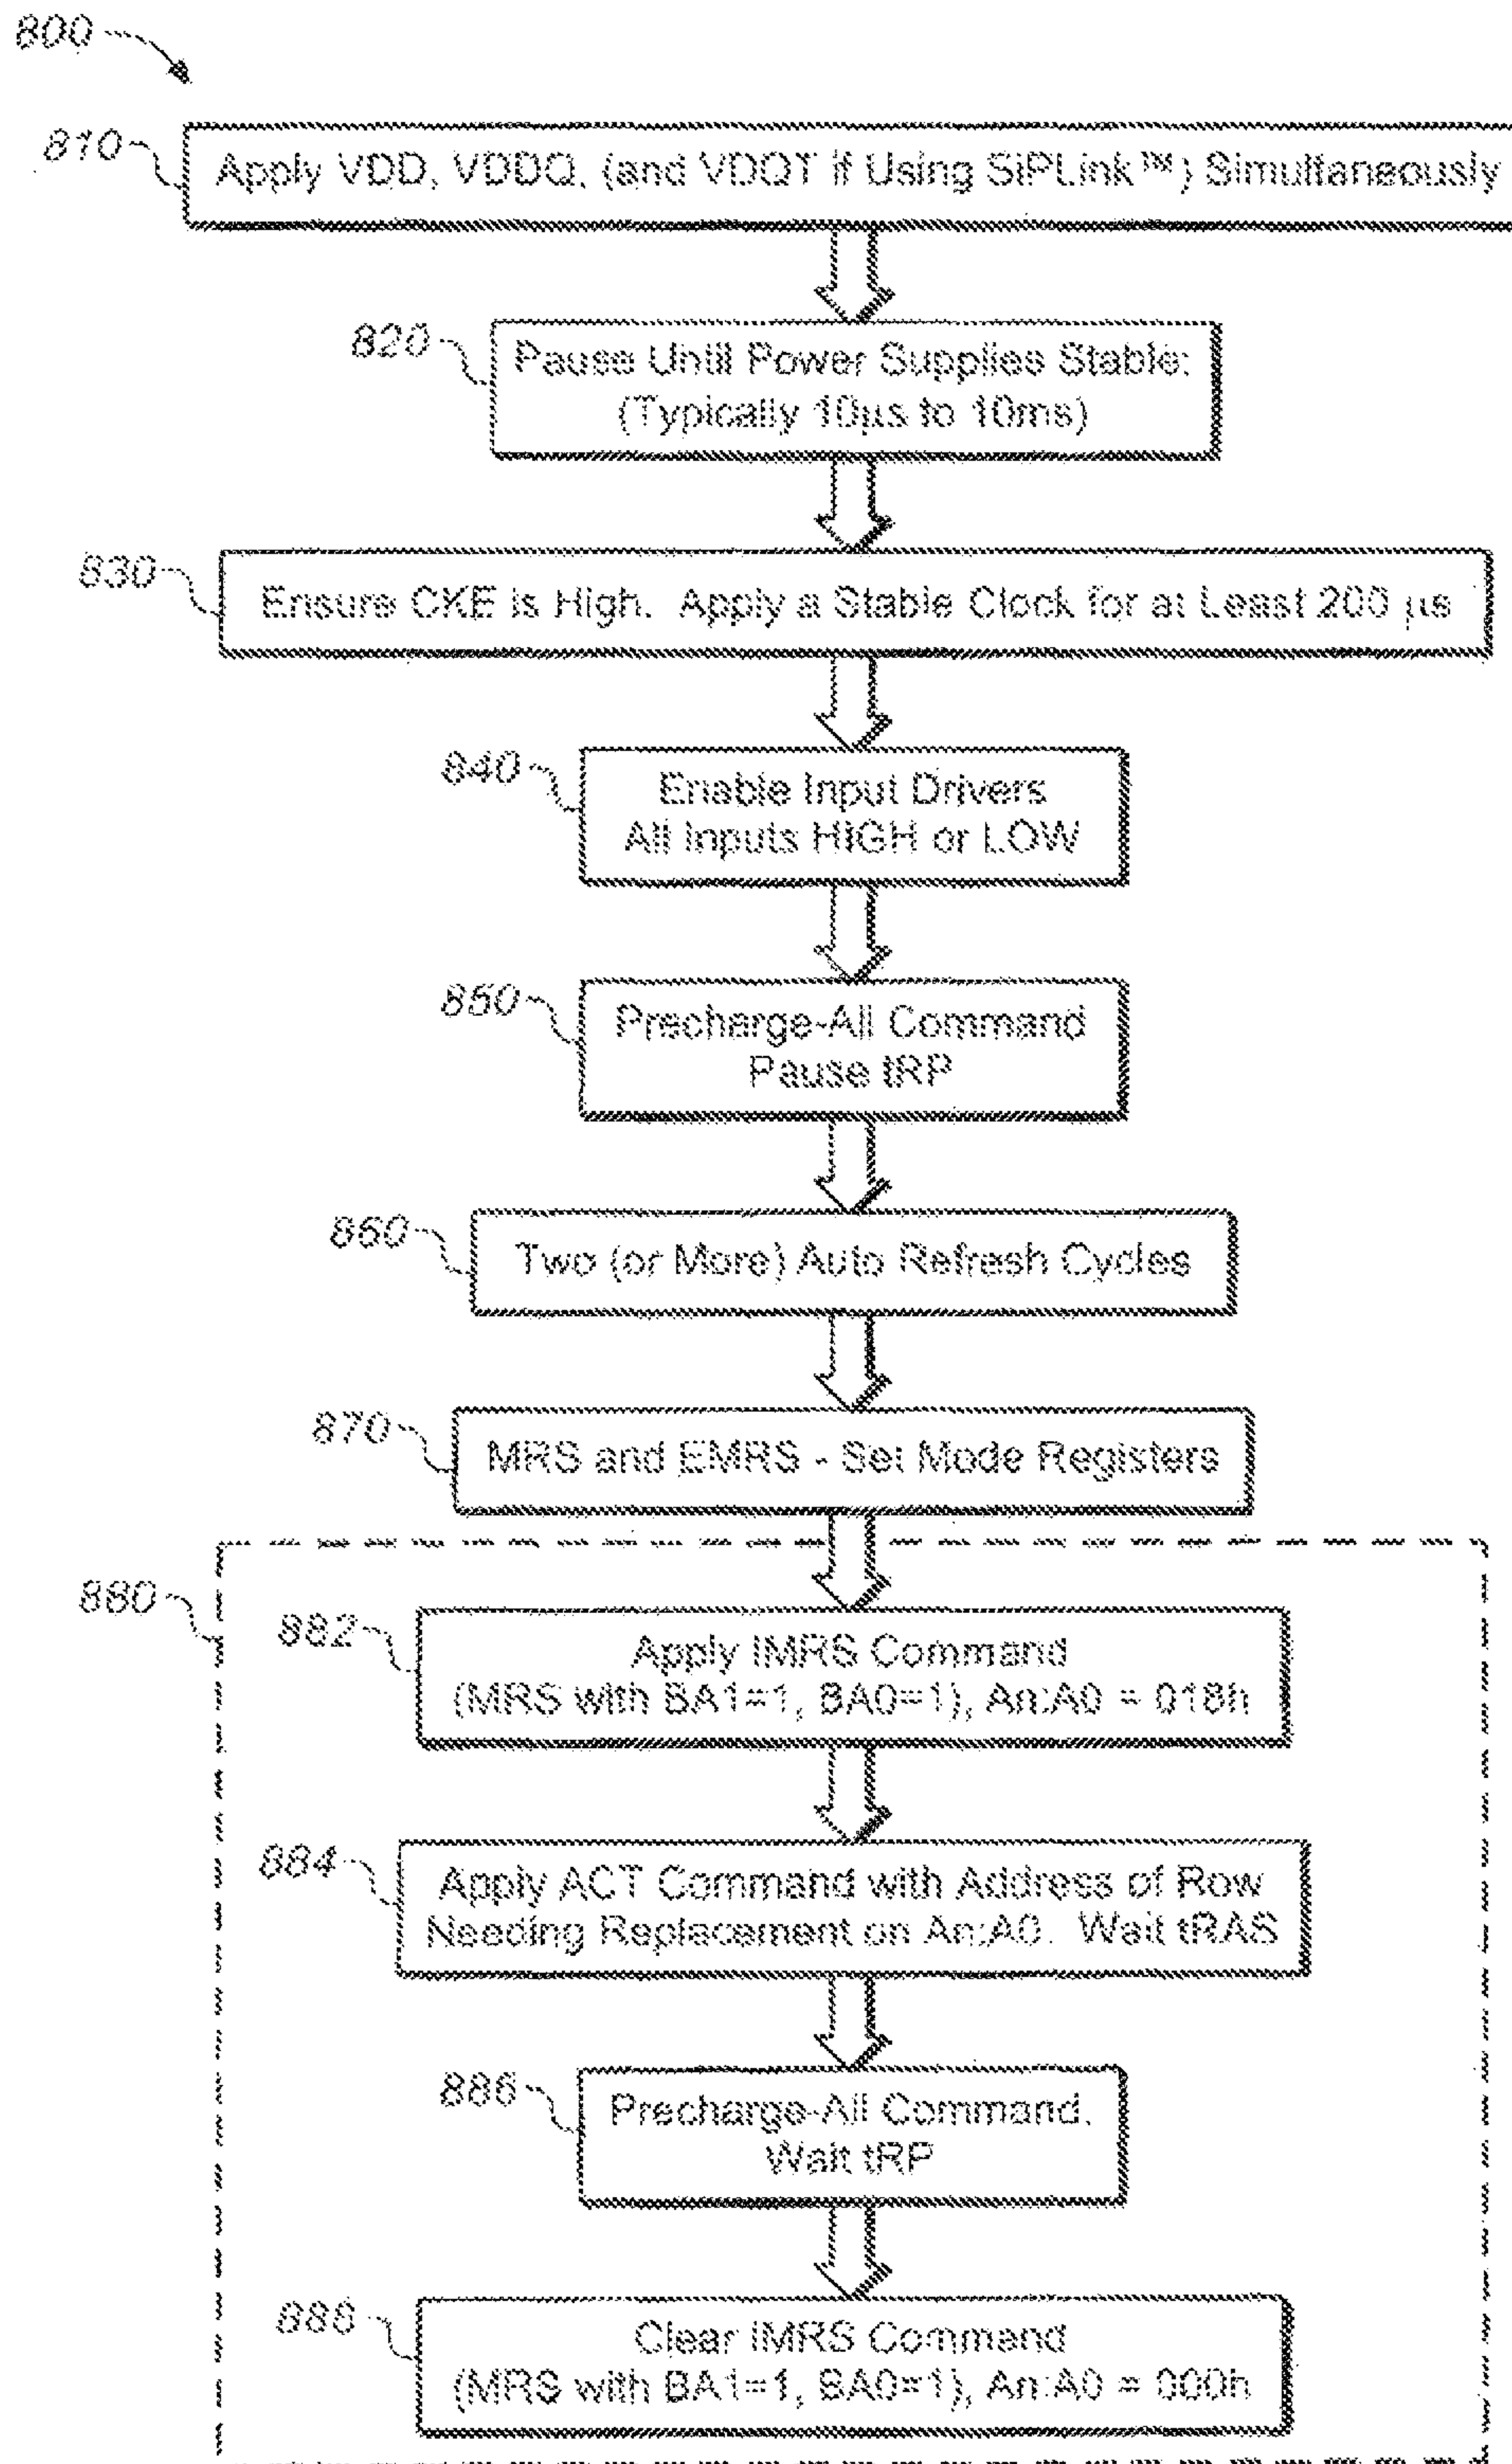 800
810
Apply VDD, VDDQ, (and VDQT if Using SiPLink™) Simultaneously
820
Pause Until Power Supplies Stable:
(Typically 10µs to 10ms)
830
Ensure CKE is High. Apply a Stable Clock for at Least 200 µs
840
Enable Input Drivers
All Inputs HIGH or LOW
850
Precharge-All Command
Pause tRP
860
Two (or More) Auto Refresh Cycles
870
MRS and EMRS - Set Mode Registers
880
882
Apply IMRS Command
(MRS with BA1=1, BA0=1), An:A0 = 018h
884
Apply ACT Command with Address of Row
Needing Replacement on An:A0. Wait tRAS
886
Precharge-All Command.
Wait tRP
888
Clear IMRS Command
(MRS with BA1=1, BA0=1), An:A0 = 000h